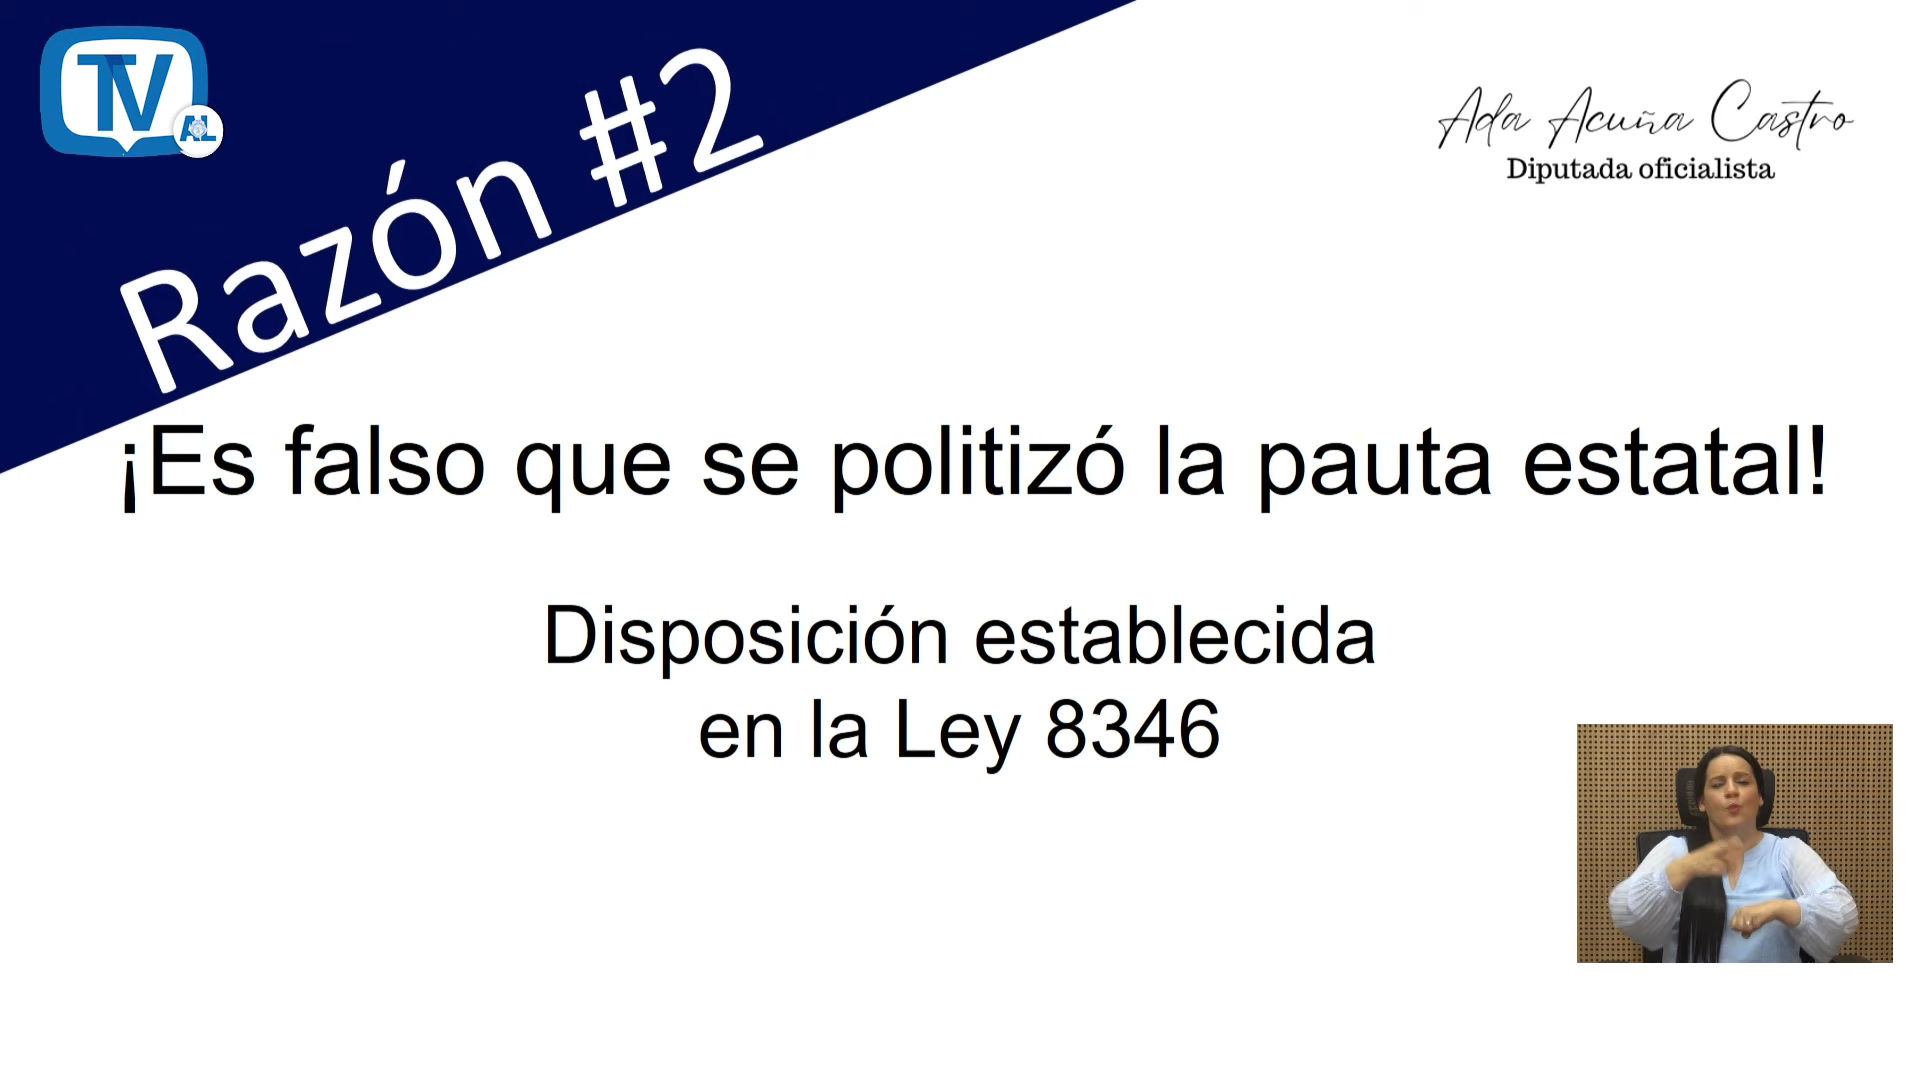 TV
AL
Razón #2
Ada Acuña Castro
Diputada oficialista
¡Es falso que se politizó la pauta estatal!
Disposición establecida
en la Ley 8346